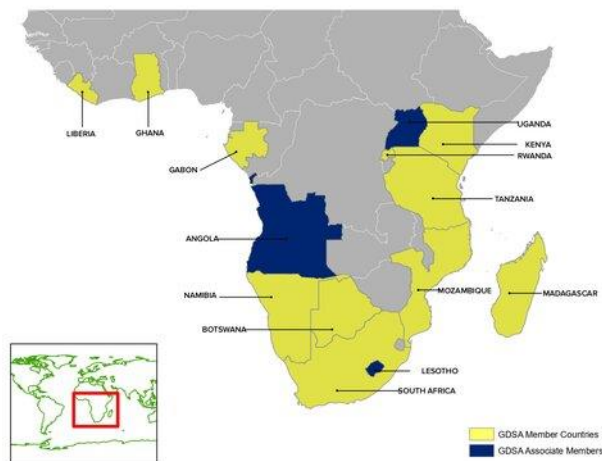 UGANDA
LIBERIA
GHANA
KENYA
RWANDA
GABON
TANZANIA
ANGOLA
NAMIBIA
MOZAMBIQUE
MADAGASCAR
BOTSWANA
LESOTHO
SOUTH AFRICA
GDSA Member Countries
GDSA Associate Members